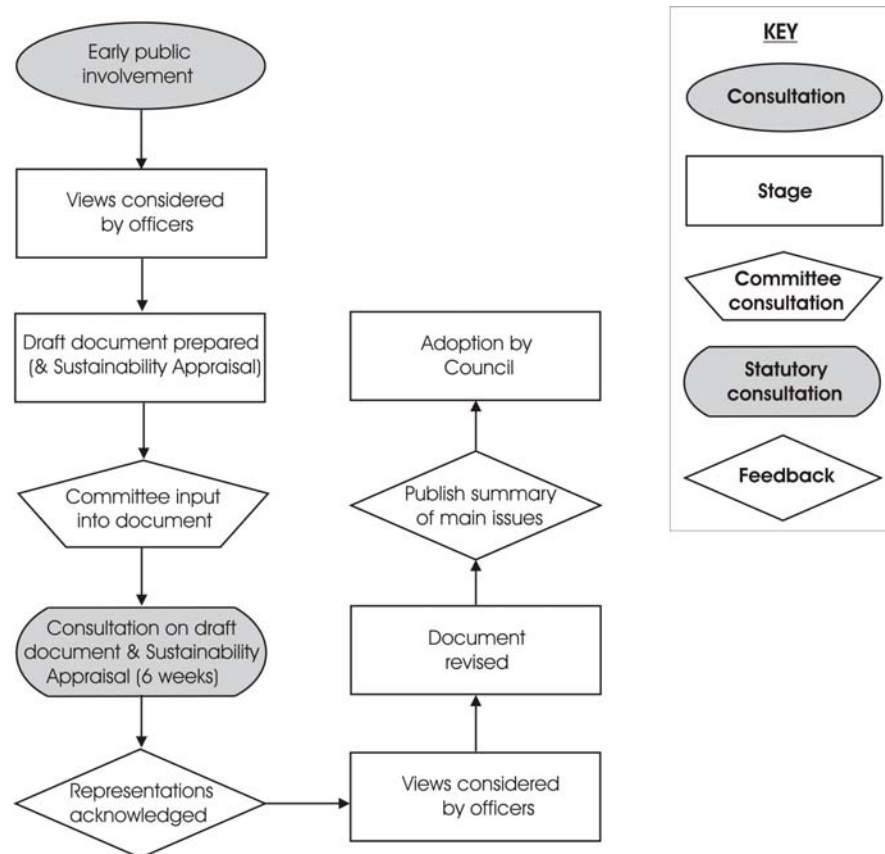 Early public
involvement
Views considered
by officers
Draft document prepared
(& Sustainability Appraisal)
Committee input
into document
Consultation on draft
document & Sustainability
Appraisal (6 weeks)
Representations
acknowledged
Views considered
by officers
Document
revised
Publish summary
of main issues
Adoption by
Council
KEY
Consultation
Stage
Committee
consultation
Statutory
consultation
Feedback